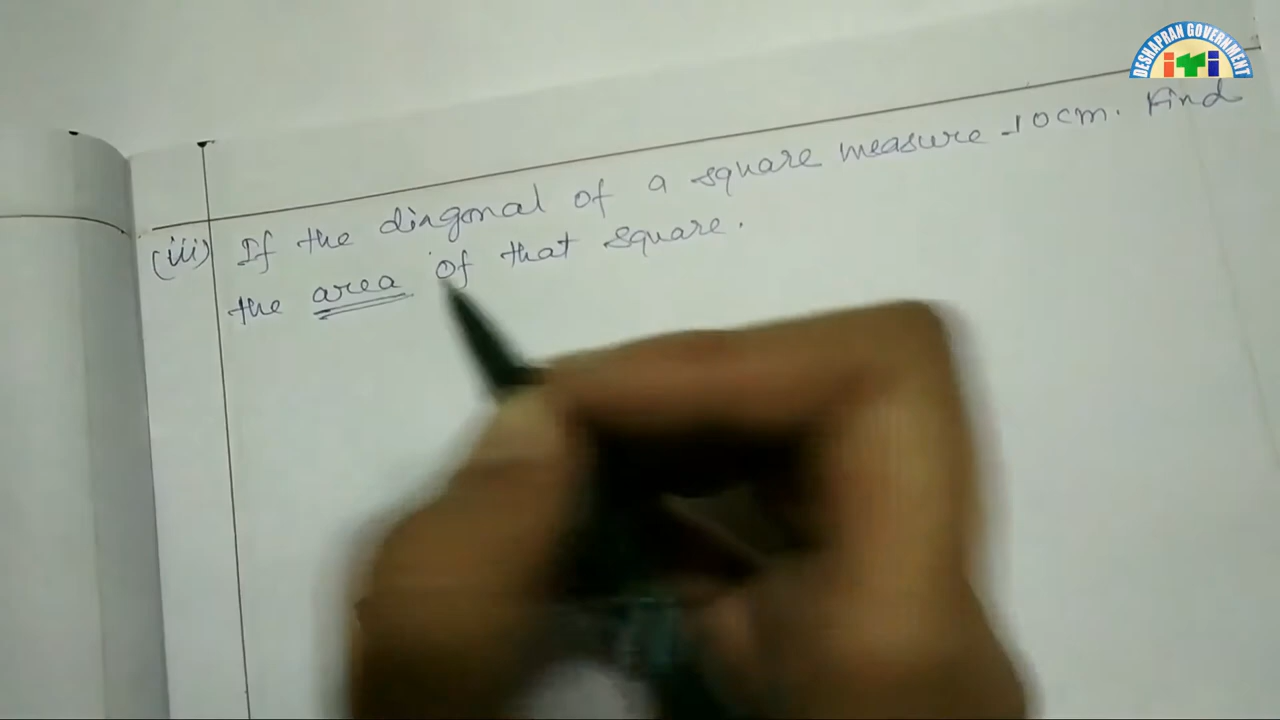 DESHAPRAN GOVERNMENT
iTi
(iii) If the diagonal of a square measure 10cm. Find
the area of that square.